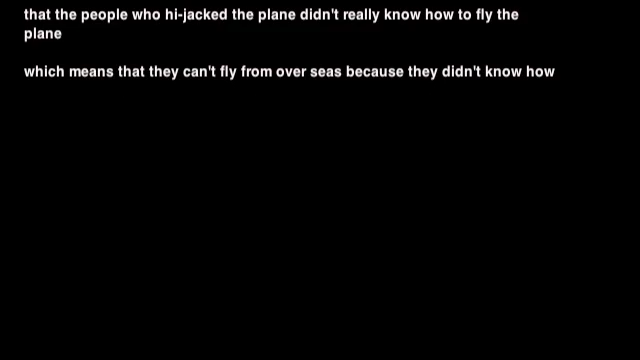 that the people who hi-jacked the plane didn't really know how to fly the
plane
which means that they can't fly from over seas because they didn't know how